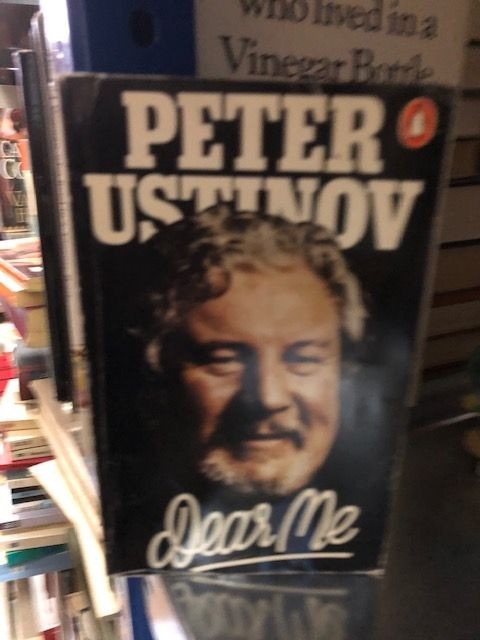 who lived in a
Vinegar Bottle
PETER
USTINOV
Dear Me